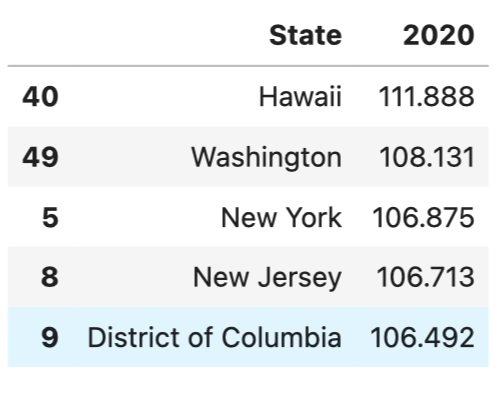 State 2020
40 Hawaii 111.888
49 Washington 108.131
5 New York 106.875
8 New Jersey 106.713
9 District of Columbia 106.492